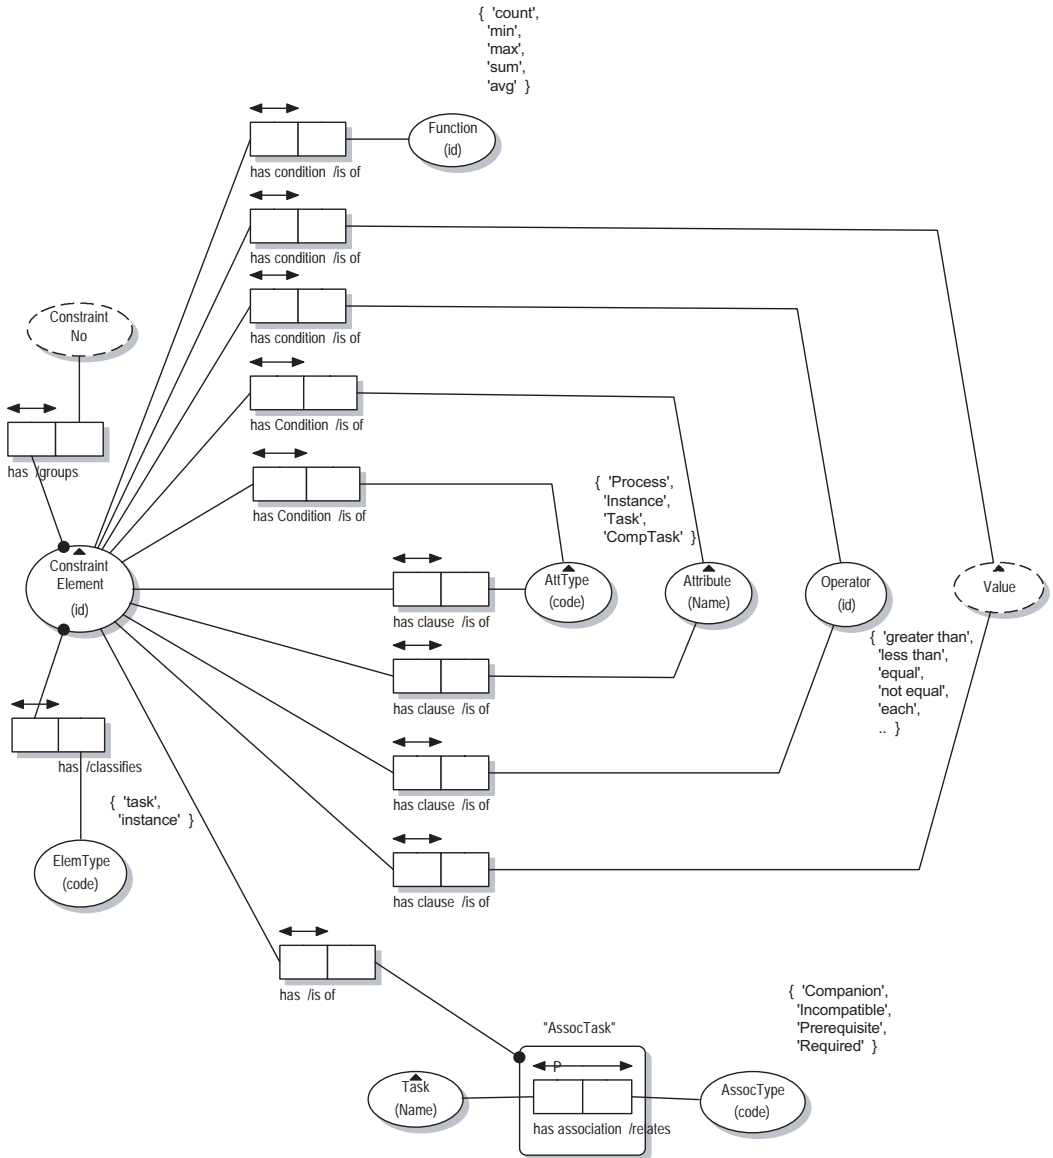 { 'count',
'min',
'max',
'sum',
'avg' }
Function
(id)
has condition /is of
has condition /is of
Constraint
No
has condition /is of
has Condition /is of
has /groups
has Condition /is of
{ 'Process',
'Instance',
'Task',
'CompTask' }
Constraint
Element
(id)
AttType
(code)
Attribute
(Name)
Operator
(id)
Value
has clause /is of
{ 'greater than',
'less than',
'equal',
'not equal',
'each',
.. }
has clause /is of
has /classifies
{ 'task',
'instance' }
has clause /is of
ElemType
(code)
has clause /is of
has /is of
{ 'Companion',
'Incompatible',
'Prerequisite',
'Required' }
"AssocTask"
P
Task
(Name)
AssocType
(code)
has association /relates